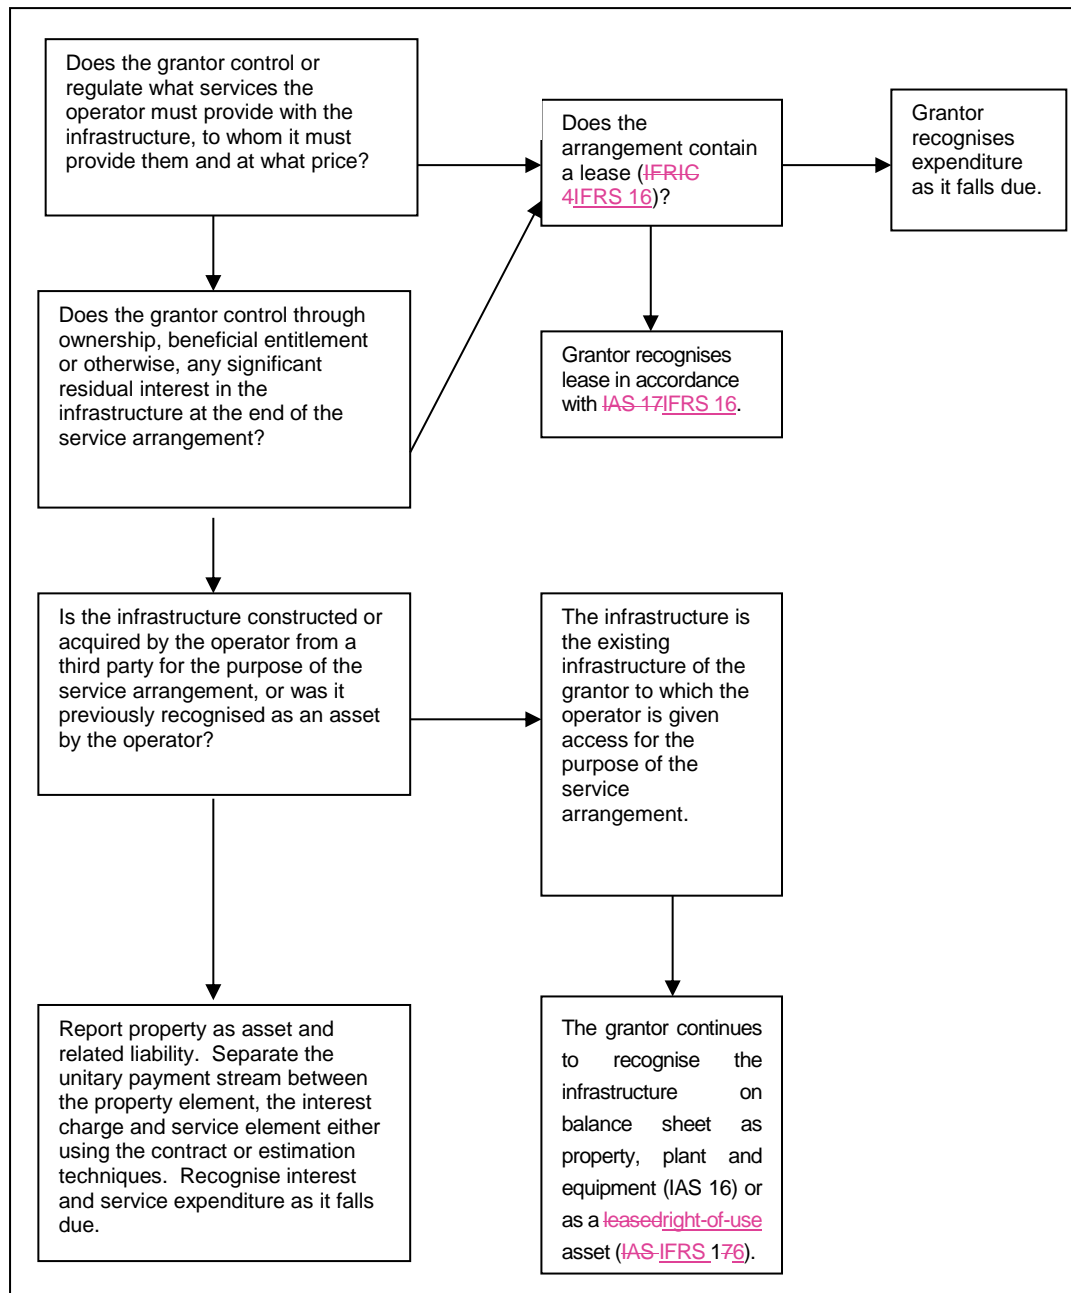 Does the grantor control or
regulate what services the
operator must provide with the
infrastructure, to whom it must
provide them and at what price?
Does the
arrangement contain
a lease (IFRIC
4IFRS 16)?
Grantor
recognises
expenditure
as it falls due.
Does the grantor control through
ownership, beneficial entitlement
or otherwise, any significant
residual interest in the
infrastructure at the end of the
service arrangement?
Grantor recognises
lease in accordance
with IAS 17IFRS 16.
Is the infrastructure constructed or
acquired by the operator from a
third party for the purpose of the
service arrangement, or was it
previously recognised as an asset
by the operator?
The infrastructure is
the existing
infrastructure of the
grantor to which the
operator is given
access for the
purpose of the
service
arrangement.
Report property as asset and
related liability.  Separate the
unitary payment stream between
the property element, the interest
charge and service element either
using the contract or estimation
techniques.  Recognise interest
and service expenditure as it falls
due.
The grantor continues
to recognise the
infrastructure on
balance sheet as
property, plant and
equipment (IAS 16) or
as a leasedright-of-use
asset (IAS IFRS 176).